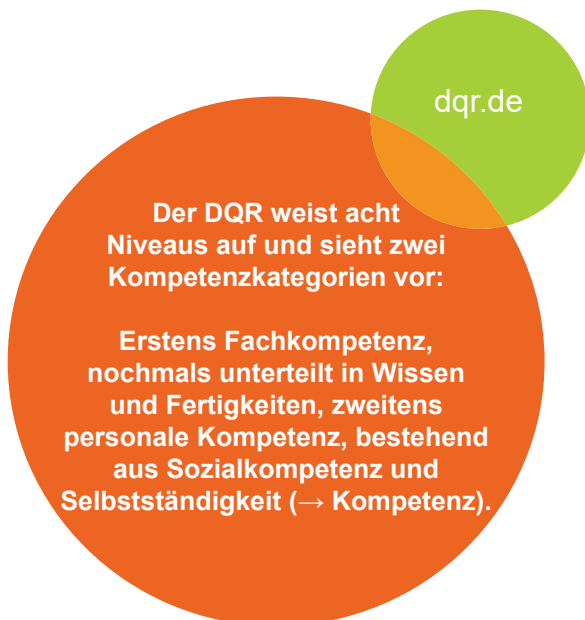 dqr.de
Der DQR weist acht
Niveaus auf und sieht zwei
Kompetenzkategorien vor:
Erstens Fachkompetenz,
nochmals unterteilt in Wissen
und Fertigkeiten, zweitens
personale Kompetenz, bestehend
aus Sozialkompetenz und
Selbstständigkeit (→ Kompetenz).